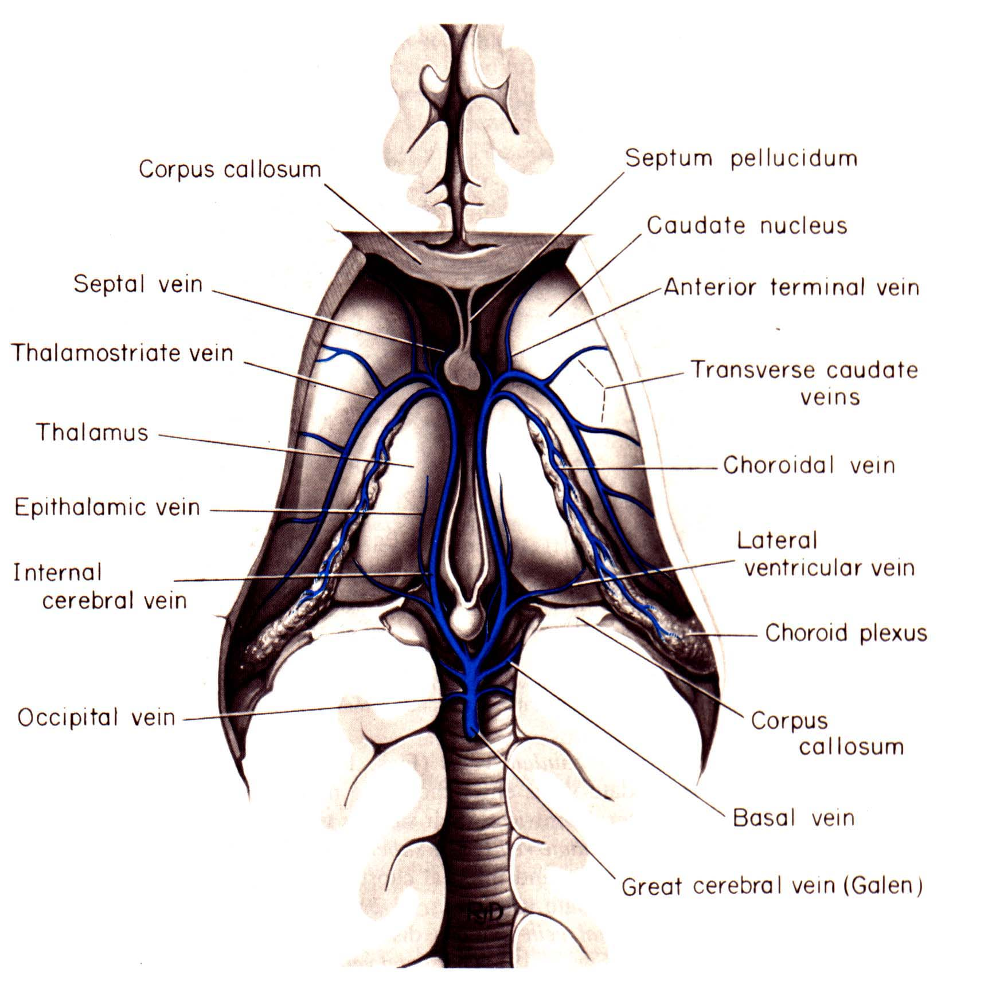 Corpus callosum
Septal vein
Thalamostriate vein
Thalamus
Epithalamic vein
Internal
cerebral vein
Occipital vein
Septum pellucidum
Caudate nucleus
Anterior terminal vein
Transverse caudate
veins
Choroidal vein
Lateral
ventricular vein
Choroid plexus
Corpus
callosum
Basal vein
Great cerebral vein (Galen)